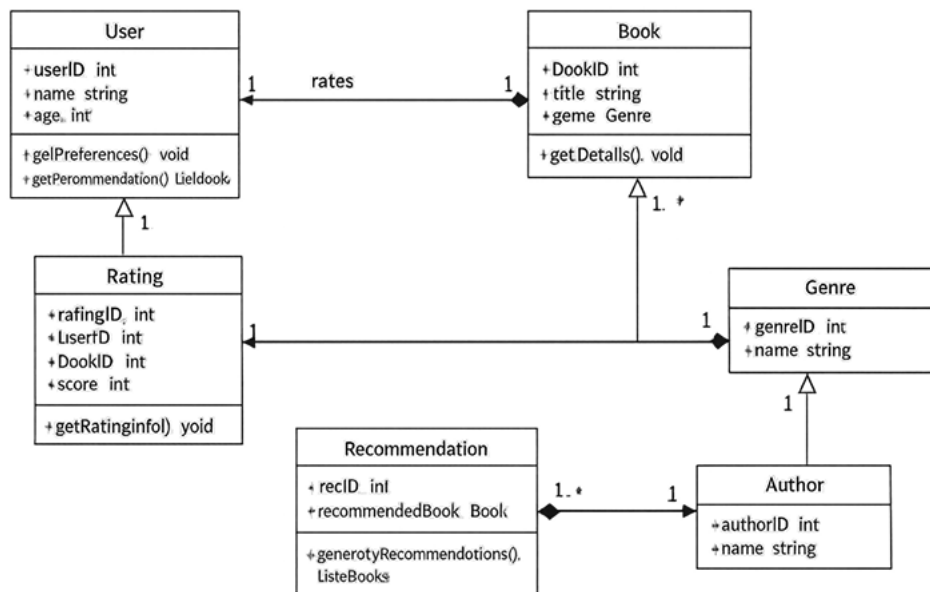 User
+userID int
+name string
+age. int
+gelPreferences() void
+getPerommendation() Lieldook
1
rates
1
Book
+DookID int
+title string
+geme Genre
+getDetalls(). vold
1
1. *
Rating
+rafingID. int
+LisertD int
+DookID int
+score int
+getRatinginfol) yoid
1
1
Genre
+genreID int
+name string
1
Recommendation
+recID int
+recommendedBook Book
+generotyRecommendotions().
ListeBooks
1. *
1
Author
+authorID int
+name string